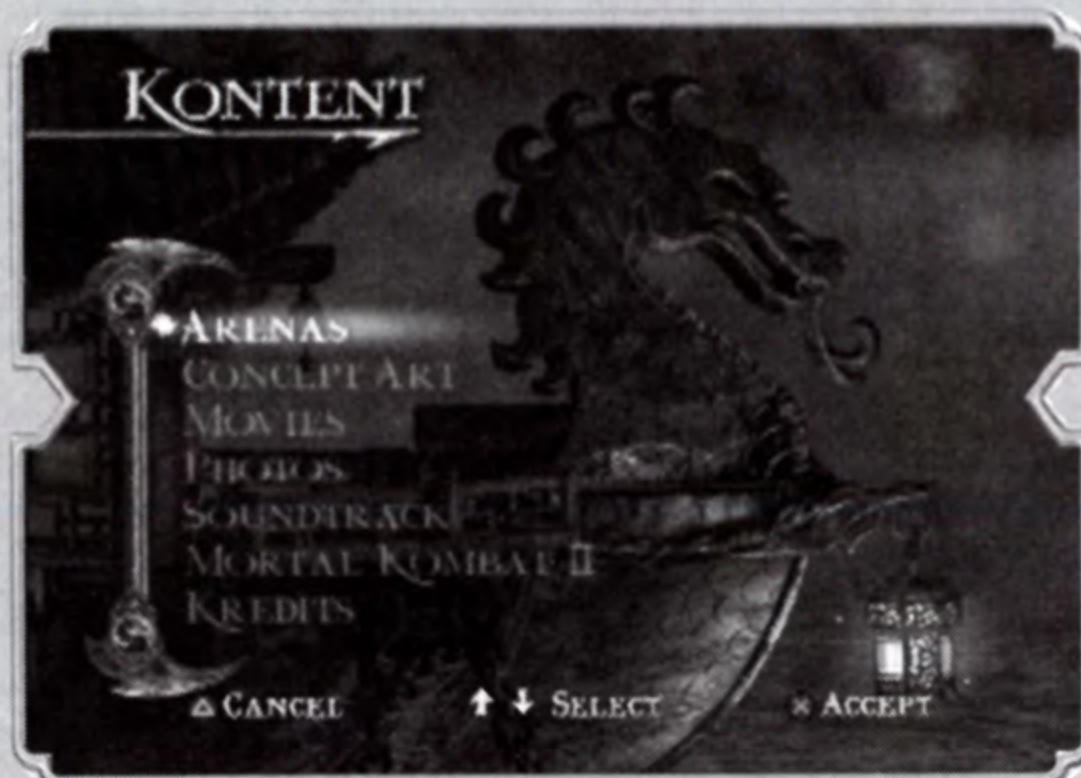 KONTENT
ARENAS
CONCEPT ART
MOVIES
PHOTOS
SOUNDTRACK
MORTAL KOMBAT II
KREDITS
CANCEL SELECT ACCEPT